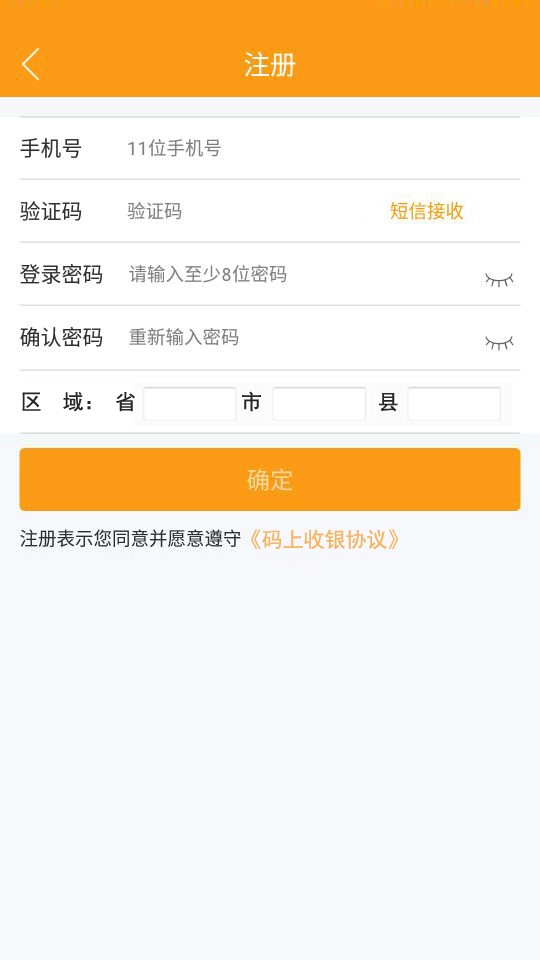 注册
手机号 11位手机号
验证码 验证码 短信接收
登录密码 请输入至少8位密码
确认密码 重新输入密码
区 域： 省 市 县
确定
注册表示您同意并愿意遵守《码上收银协议》